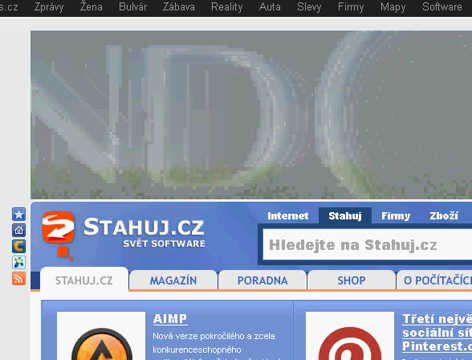 s.cz Zprávy Žena Bulvár Zábava Reality Auta Slevy Firmy Mapy Software
STAHUJ.CZ
SVĚT SOFTWARE
Internet Stahuj Firmy Zboží
Hledejte na Stahuj.cz
STAHUJ.CZ MAGAZÍN PORADNA SHOP O POČÍTAČÍC
AIMP
Nová verze pokročilého a zcela
konkurenceschopného
Třetí nejvě
sociální sít
Pinterest.c